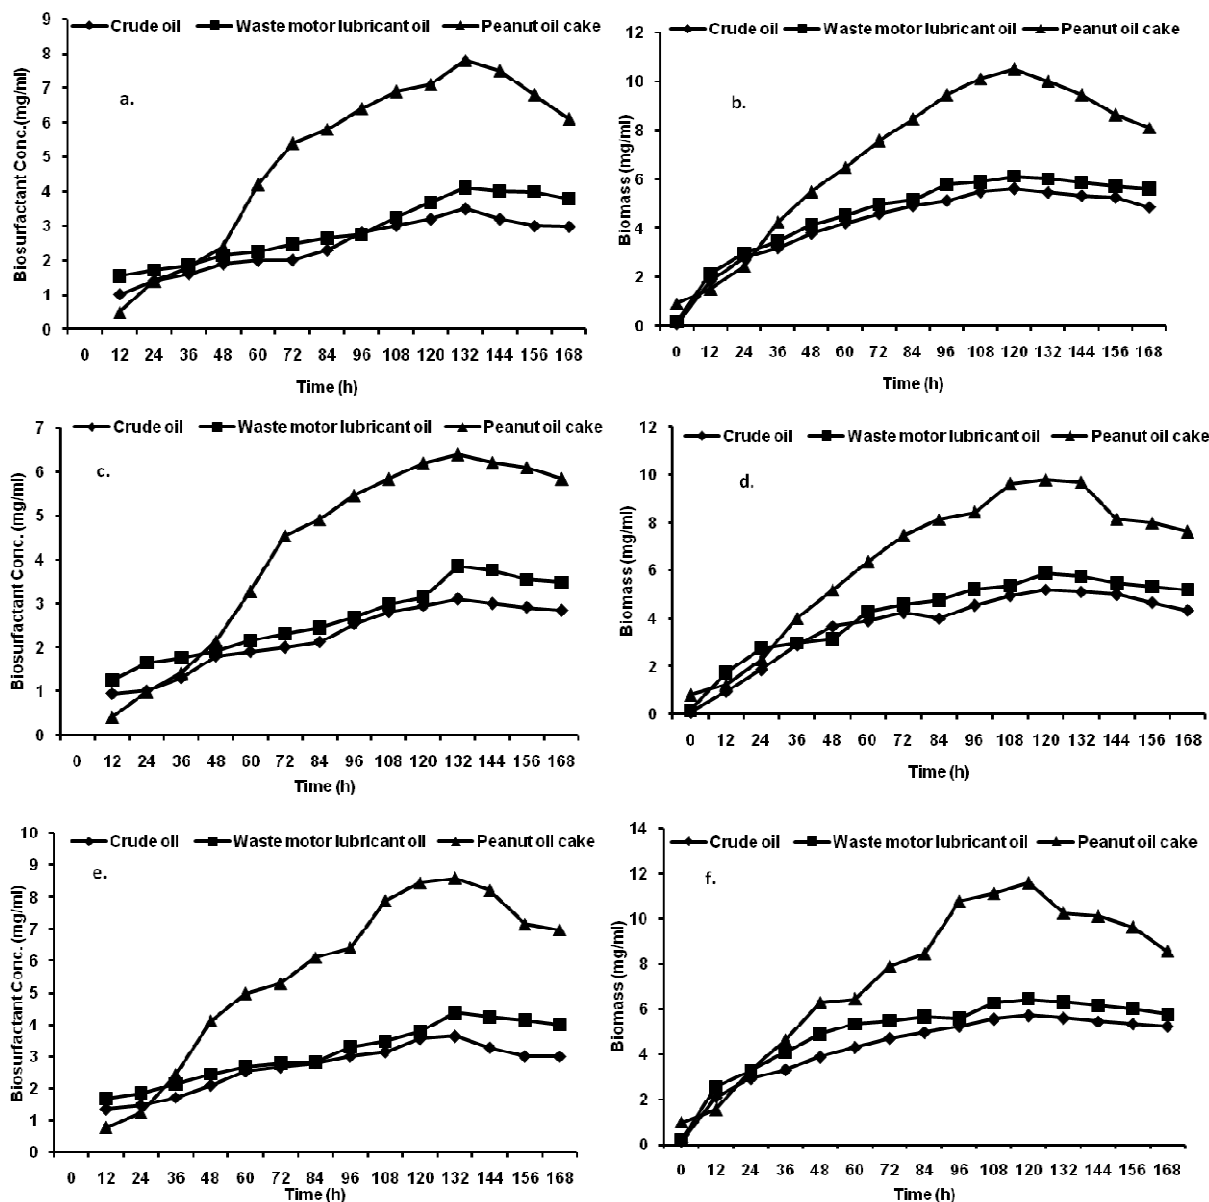 Crude oil Waste motor lubricant oil Peanut oil cake
a.
Biosurfactant Conc.(mg/ml)
9
8
7
6
5
4
3
2
1
0
0 12 24 36 48 60 72 84 96 108 120 132 144 156 168
Time (h)
Crude oil Waste motor lubricant oil Peanut oil cake
b.
Biomass (mg/ml)
12
10
8
6
4
2
0
0 12 24 36 48 60 72 84 96 108 120 132 144 156 168
Time (h)
Crude oil Waste motor lubricant oil Peanut oil cake
c.
Biosurfactant Conc. (mg/ml)
7
6
5
4
3
2
1
0
0 12 24 36 48 60 72 84 96 108 120 132 144 156 168
Time (h)
Crude oil Waste motor lubricant oil Peanut oil cake
d.
Biomass (mg/ml)
12
10
8
6
4
2
0
0 12 24 36 48 60 72 84 96 108 120 132 144 156 168
Time (h)
Crude oil Waste motor lubricant oil Peanut oil cake
e.
Biosurfactant Conc. (mg/ml)
10
9
8
7
6
5
4
3
2
1
0
0 12 24 36 48 60 72 84 96 108 120 132 144 156 168
Time (h)
Crude oil Waste motor lubricant oil Peanut oil cake
f.
Biomass (mg/ml)
14
12
10
8
6
4
2
0
0 12 24 36 48 60 72 84 96 108 120 132 144 156 168
Time (h)